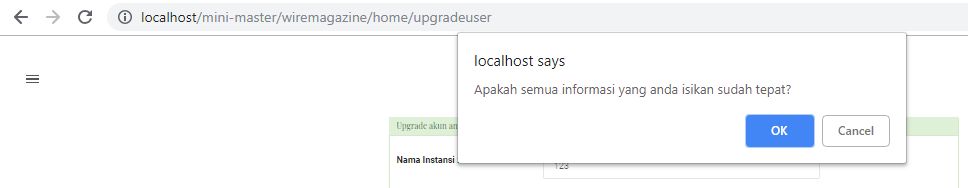 localhost/mini-master/wiremagazine/home/upgradeuser
localhost says
Apakah semua informasi yang anda isikan sudah tepat?
OK
Cancel
Upgrade akun an
Nama Instansi
123